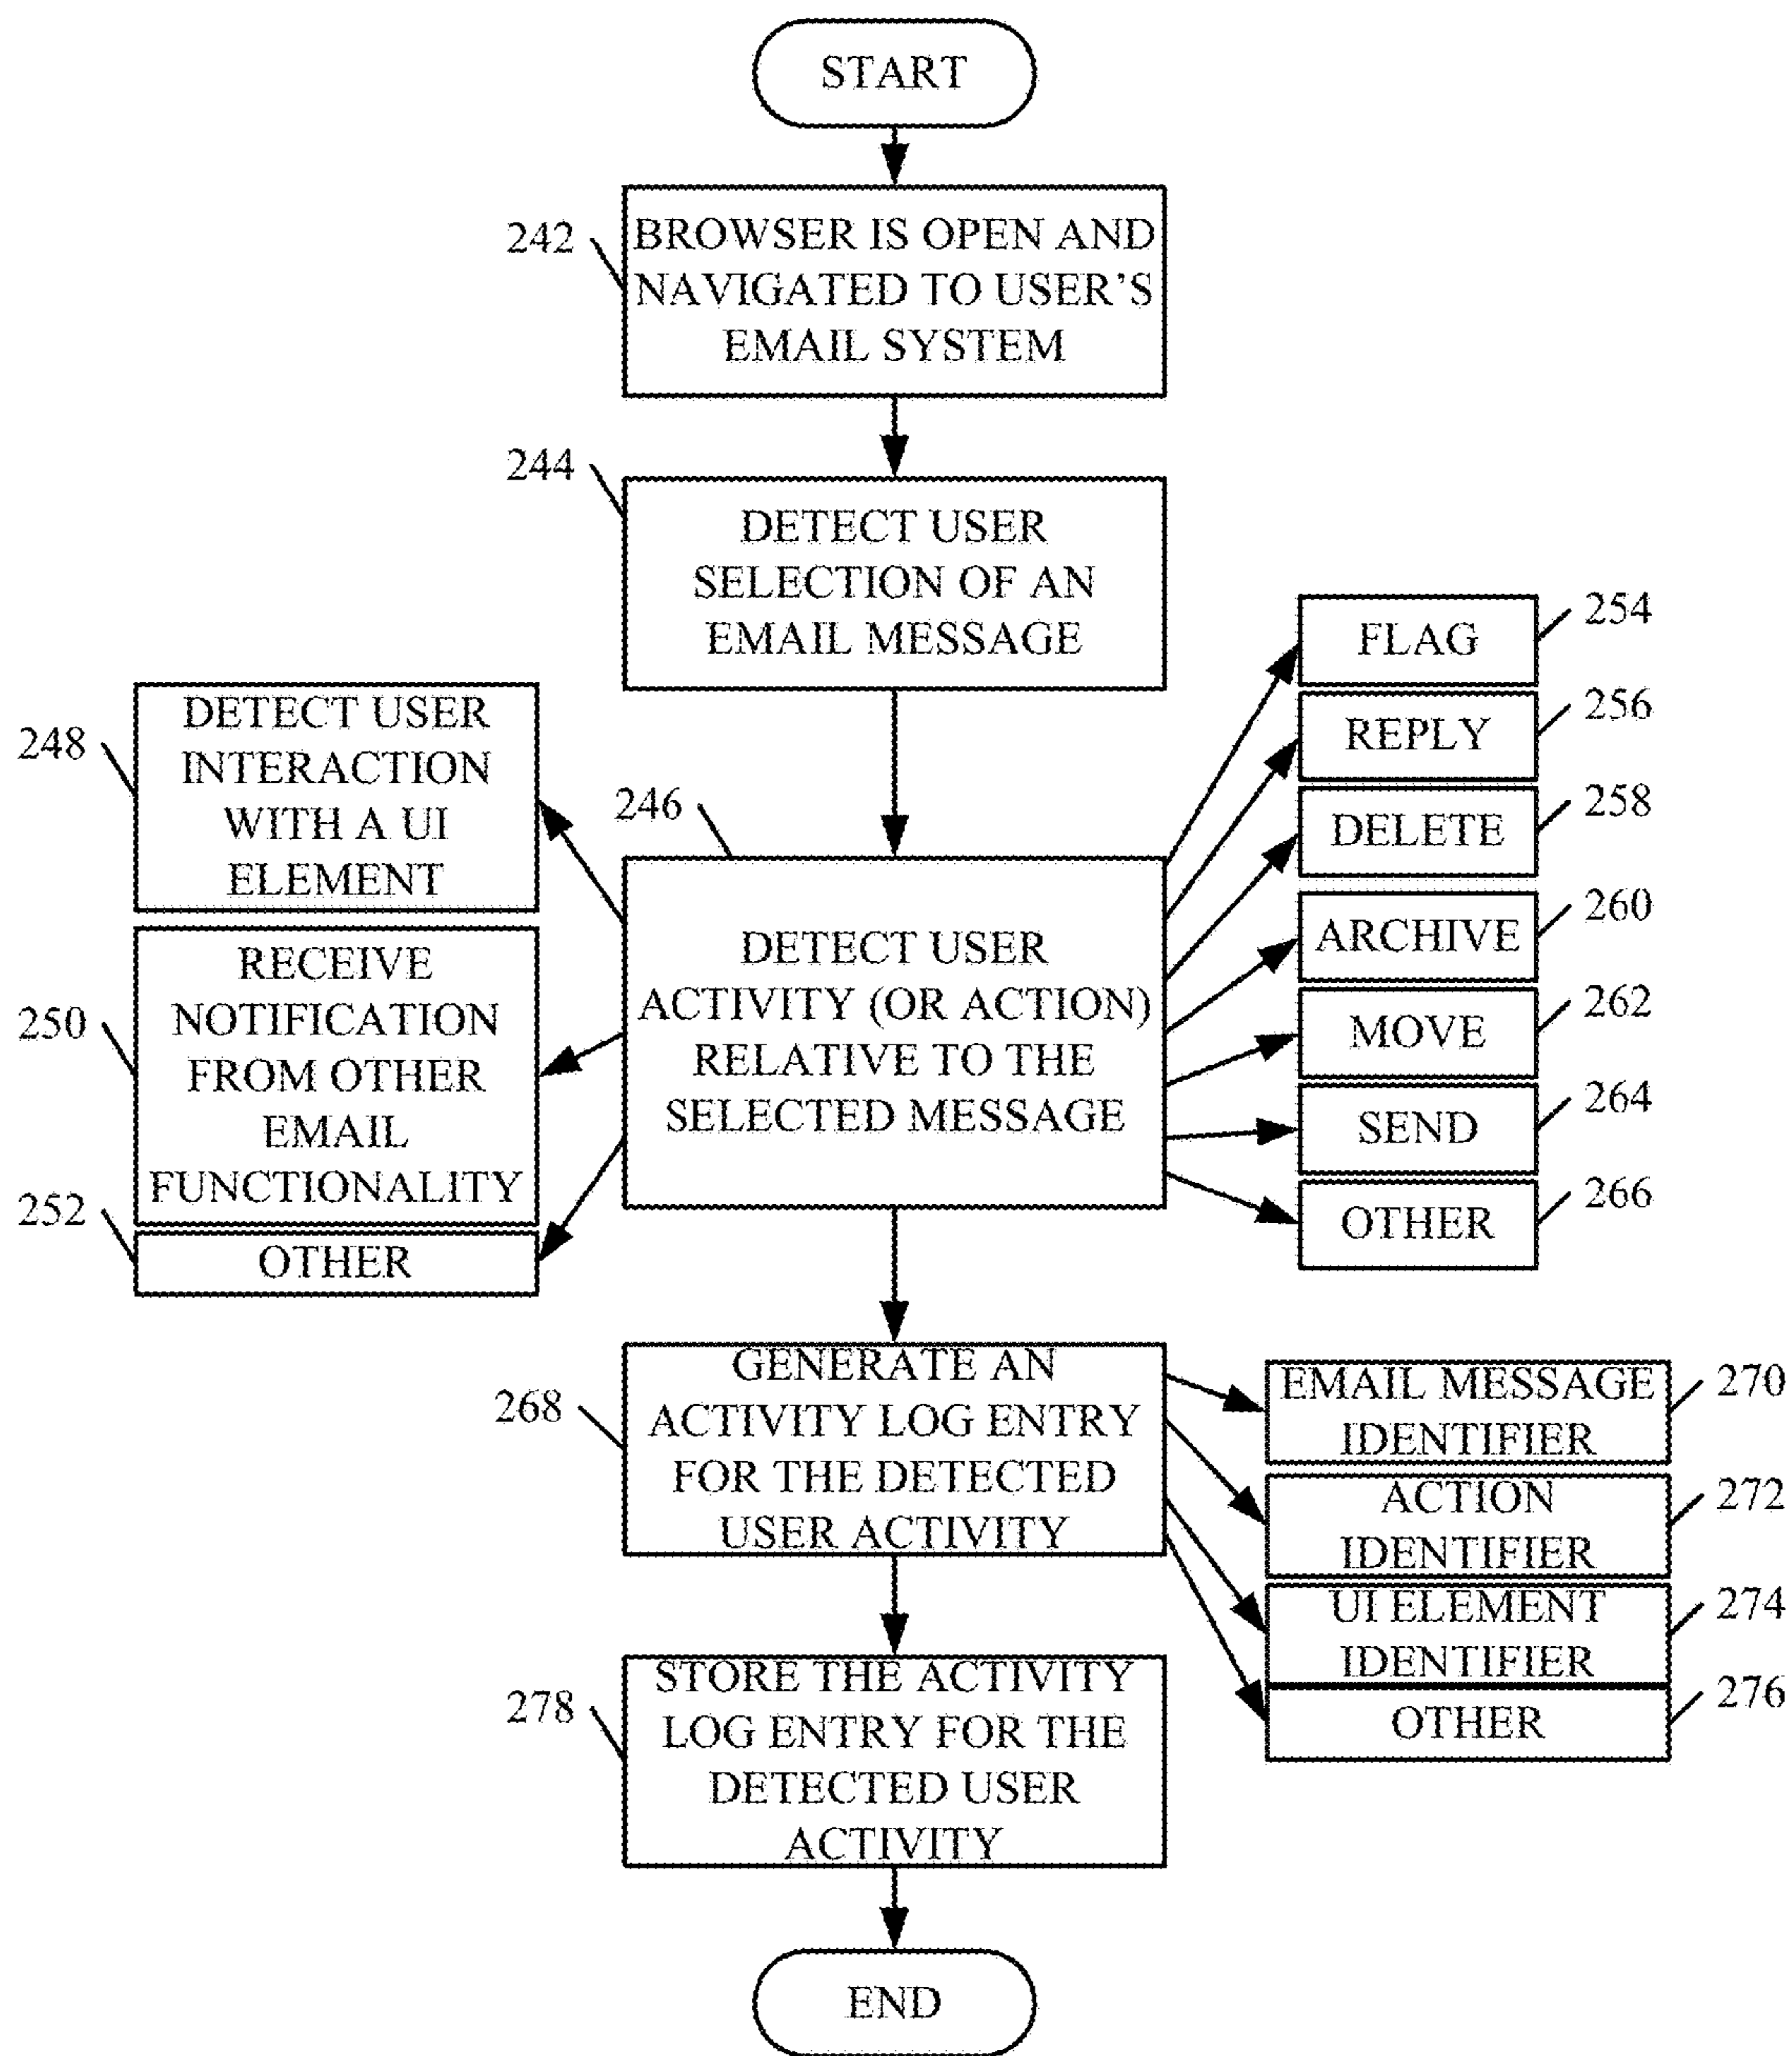 START
242
BROWSER IS OPEN AND
NAVIGATED TO USER'S
EMAIL SYSTEM
244
DETECT USER
SELECTION OF AN
EMAIL MESSAGE
248
DETECT USER
INTERACTION
WITH A UI
ELEMENT
250
RECEIVE
NOTIFICATION
FROM OTHER
EMAIL
FUNCTIONALITY
252
OTHER
246
DETECT USER
ACTIVITY (OR ACTION)
RELATIVE TO THE
SELECTED MESSAGE
FLAG
254
REPLY
256
DELETE
258
ARCHIVE
260
MOVE
262
SEND
264
OTHER
266
268
GENERATE AN
ACTIVITY LOG ENTRY
FOR THE DETECTED
USER ACTIVITY
EMAIL MESSAGE
IDENTIFIER
270
ACTION
IDENTIFIER
272
UI ELEMENT
IDENTIFIER
274
OTHER
276
278
STORE THE ACTIVITY
LOG ENTRY FOR THE
DETECTED USER
ACTIVITY
END